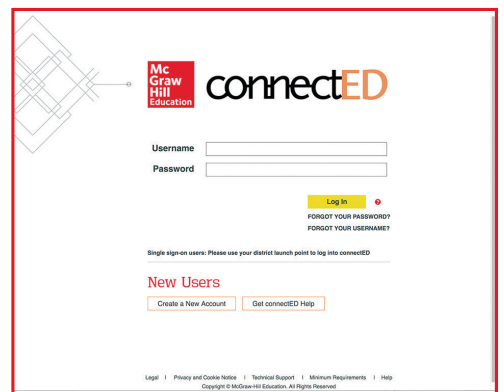 Mc
Graw
Hill
Education
connectED
Username
Password
Log In ?
FORGOT YOUR PASSWORD?
FORGOT YOUR USERNAME?
Single sign-on users: Please use your district launch point to log into connectED
New Users
Create a New Account Get connectED Help
Legal I Privacy and Cookie Notice I Technical Support I Minimum Requirements I Help
Copyright © McGraw-Hill Education. All Rights Reserved